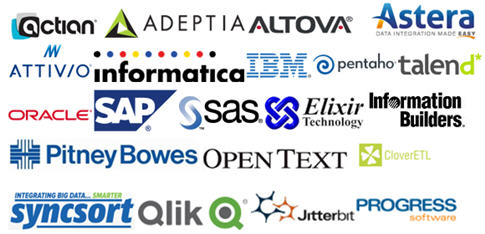 actian ADEPTIA ALTOVA® Astera
DATA INTEGRATION MADE EASY
ATTIVIO® informatica IBM® pentaho® talend*
ORACLE® SAP® sas® Elixir Information
Technology Builders®
Pitney Bowes OPEN TEXT CloverETL
INTEGRATING BIG DATA... SMARTER
syncsort Qlik Jitterbit PROGRESS
software